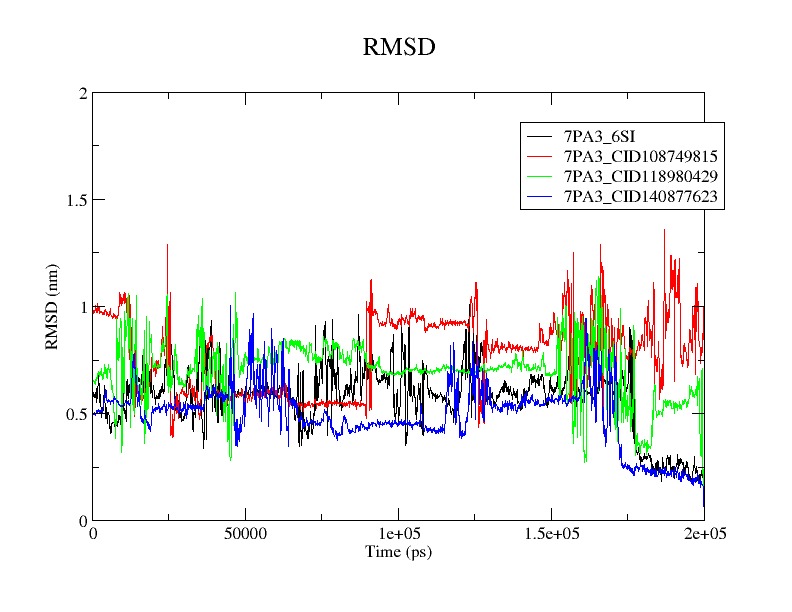 RMSD
2
7PA3_6SI
7PA3_CID108749815
7PA3_CID118980429
7PA3_CID140877623
1.5
1
RMSD (nm)
0.5
0
0 50000 1e+05 1.5e+05 2e+05
Time (ps)